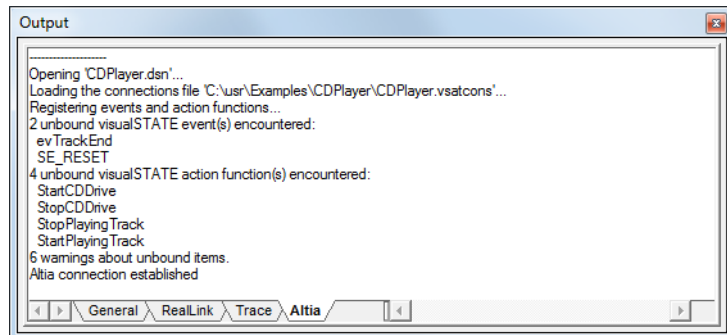 Output
--------------------
Opening 'CDPlayer.dsn'...
Loading the connections file 'C:\usr\Examples\CDPlayer\CDPlayer.vsatcons'...
Registering events and action functions...
2 unbound visualSTATE event(s) encountered:
evTrackEnd
SE_RESET
4 unbound visualSTATE action function(s) encountered:
StartCDDrive
StopCDDrive
StopPlayingTrack
StartPlayingTrack
6 warnings about unbound items.
Altia connection established
General RealLink Trace Altia